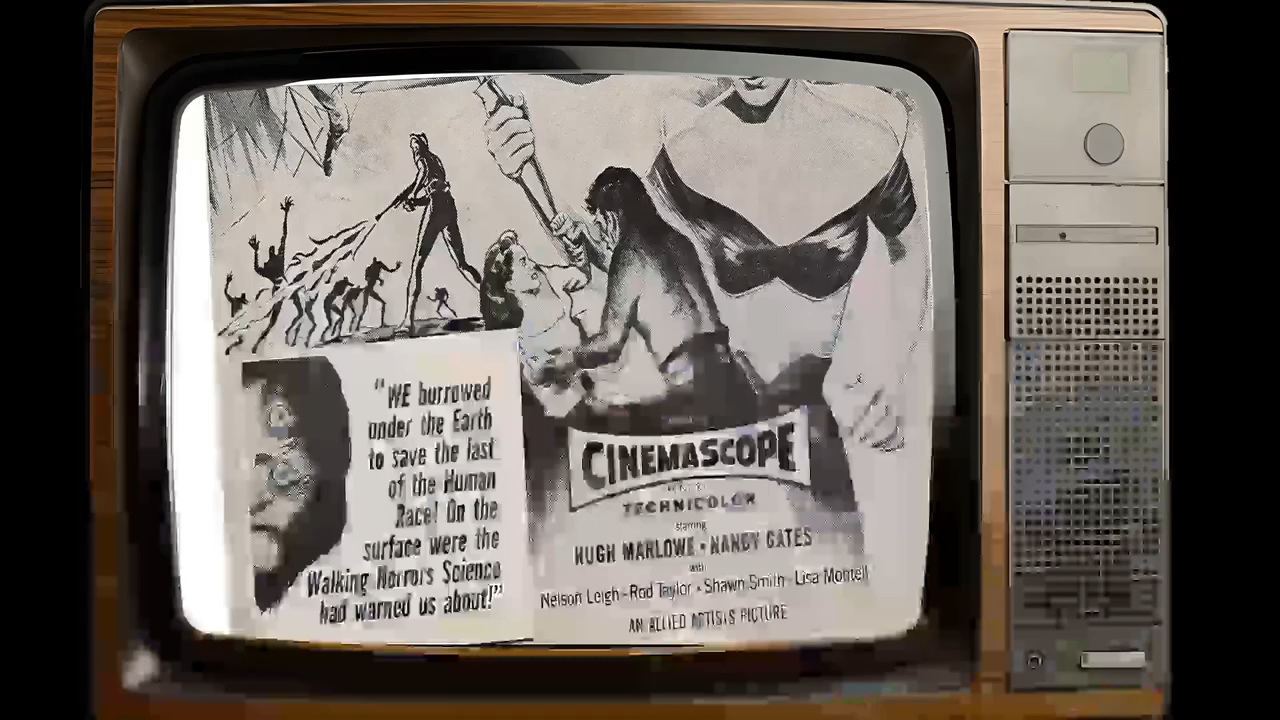 "WE burrowed
under the Earth
to save the last
of the Human
Race! On the
surface were the
Walking Horrors Science
had warned us about!"
CINEMASCOPE
TECHNICOLOR
starring
HUGH MARLOWE • NANCY GATES
with
Nelson Leigh • Rod Taylor • Shawn Smith • Lisa Montell
AN ALLIED ARTISTS PICTURE